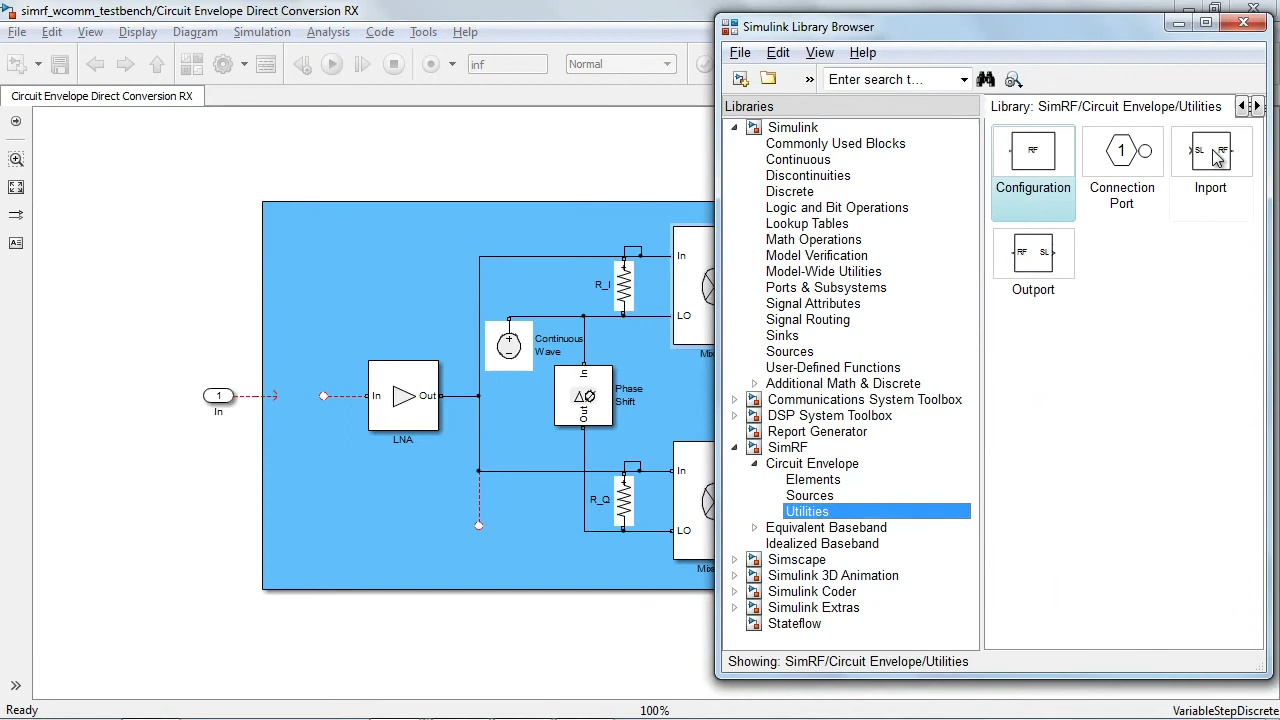 simrf_wcomm_testbench/Circuit Envelope Direct Conversion RX
File Edit View Display Diagram Simulation Analysis Code Tools Help
inf Normal
Circuit Envelope Direct Conversion RX
1
In
In Out
LNA
R_I
Continuous
Wave
In
ΔØ
Out
Phase
Shift
In
LO
R_Q
In
LO
Ready 100% VariableStepDiscrete
Simulink Library Browser
File Edit View Help
» Enter search t...
Libraries
Simulink
Commonly Used Blocks
Continuous
Discontinuities
Discrete
Logic and Bit Operations
Lookup Tables
Math Operations
Model Verification
Model-Wide Utilities
Ports & Subsystems
Signal Attributes
Signal Routing
Sinks
Sources
User-Defined Functions
Additional Math & Discrete
Communications System Toolbox
DSP System Toolbox
Report Generator
SimRF
Circuit Envelope
Elements
Sources
Utilities
Equivalent Baseband
Idealized Baseband
Simscape
Simulink 3D Animation
Simulink Coder
Simulink Extras
Stateflow
Library: SimRF/Circuit Envelope/Utilities
RF
Configuration
1
Connection
Port
SL RF
Inport
RF SL
Outport
Showing: SimRF/Circuit Envelope/Utilities